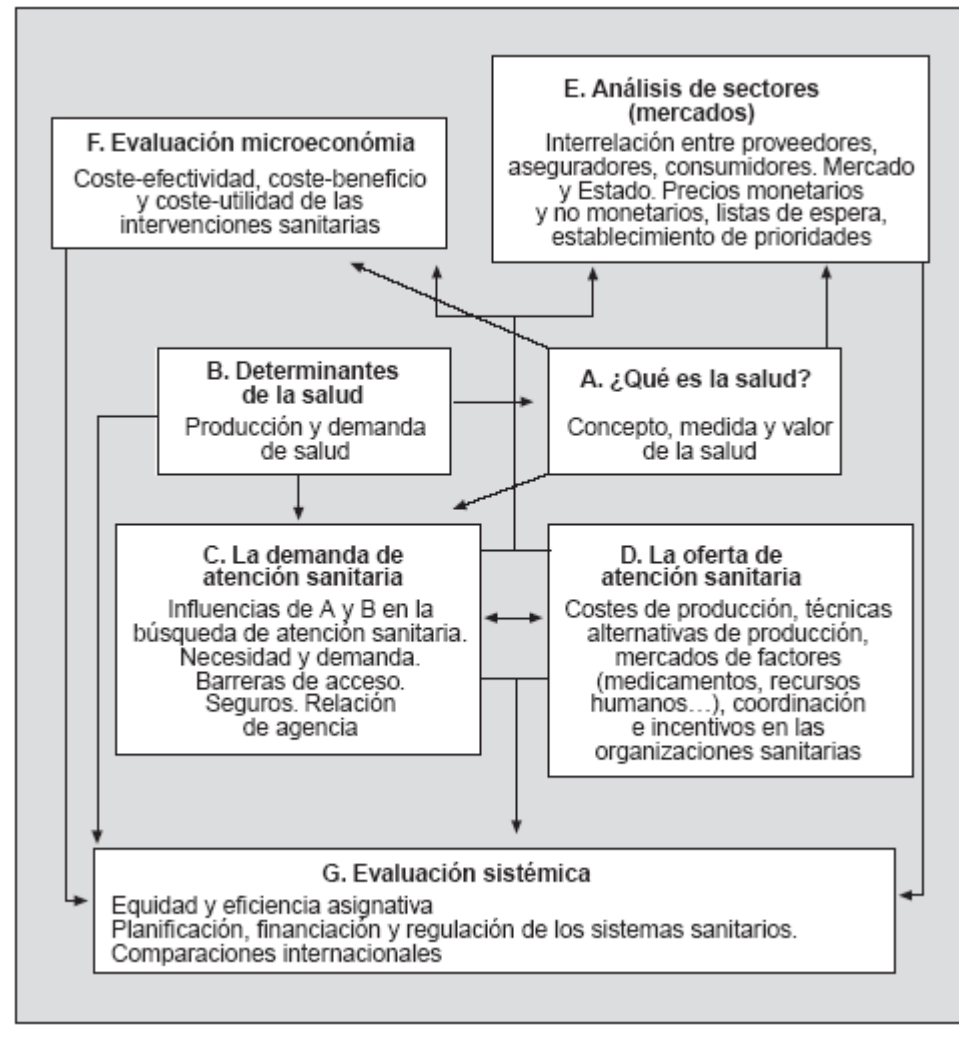 E. Análisis de sectores
(mercados)
Interrelación entre proveedores,
aseguradores, consumidores. Mercado
y Estado. Precios monetarios
y no monetarios, listas de espera,
establecimiento de prioridades
F. Evaluación microeconómia
Coste-efectividad, coste-beneficio
y coste-utilidad de las
intervenciones sanitarias
B. Determinantes
de la salud
Producción y demanda
de salud
A. ¿Qué es la salud?
Concepto, medida y valor
de la salud
C. La demanda de
atención sanitaria
Influencias de A y B en la
búsqueda de atención sanitaria.
Necesidad y demanda.
Barreras de acceso.
Seguros. Relación
de agencia
D. La oferta de
atención sanitaria
Costes de producción, técnicas
alternativas de producción,
mercados de factores
(medicamentos, recursos
humanos...), coordinación
e incentivos en las
organizaciones sanitarias
G. Evaluación sistémica
Equidad y eficiencia asignativa
Planificación, financiación y regulación de los sistemas sanitarios.
Comparaciones internacionales